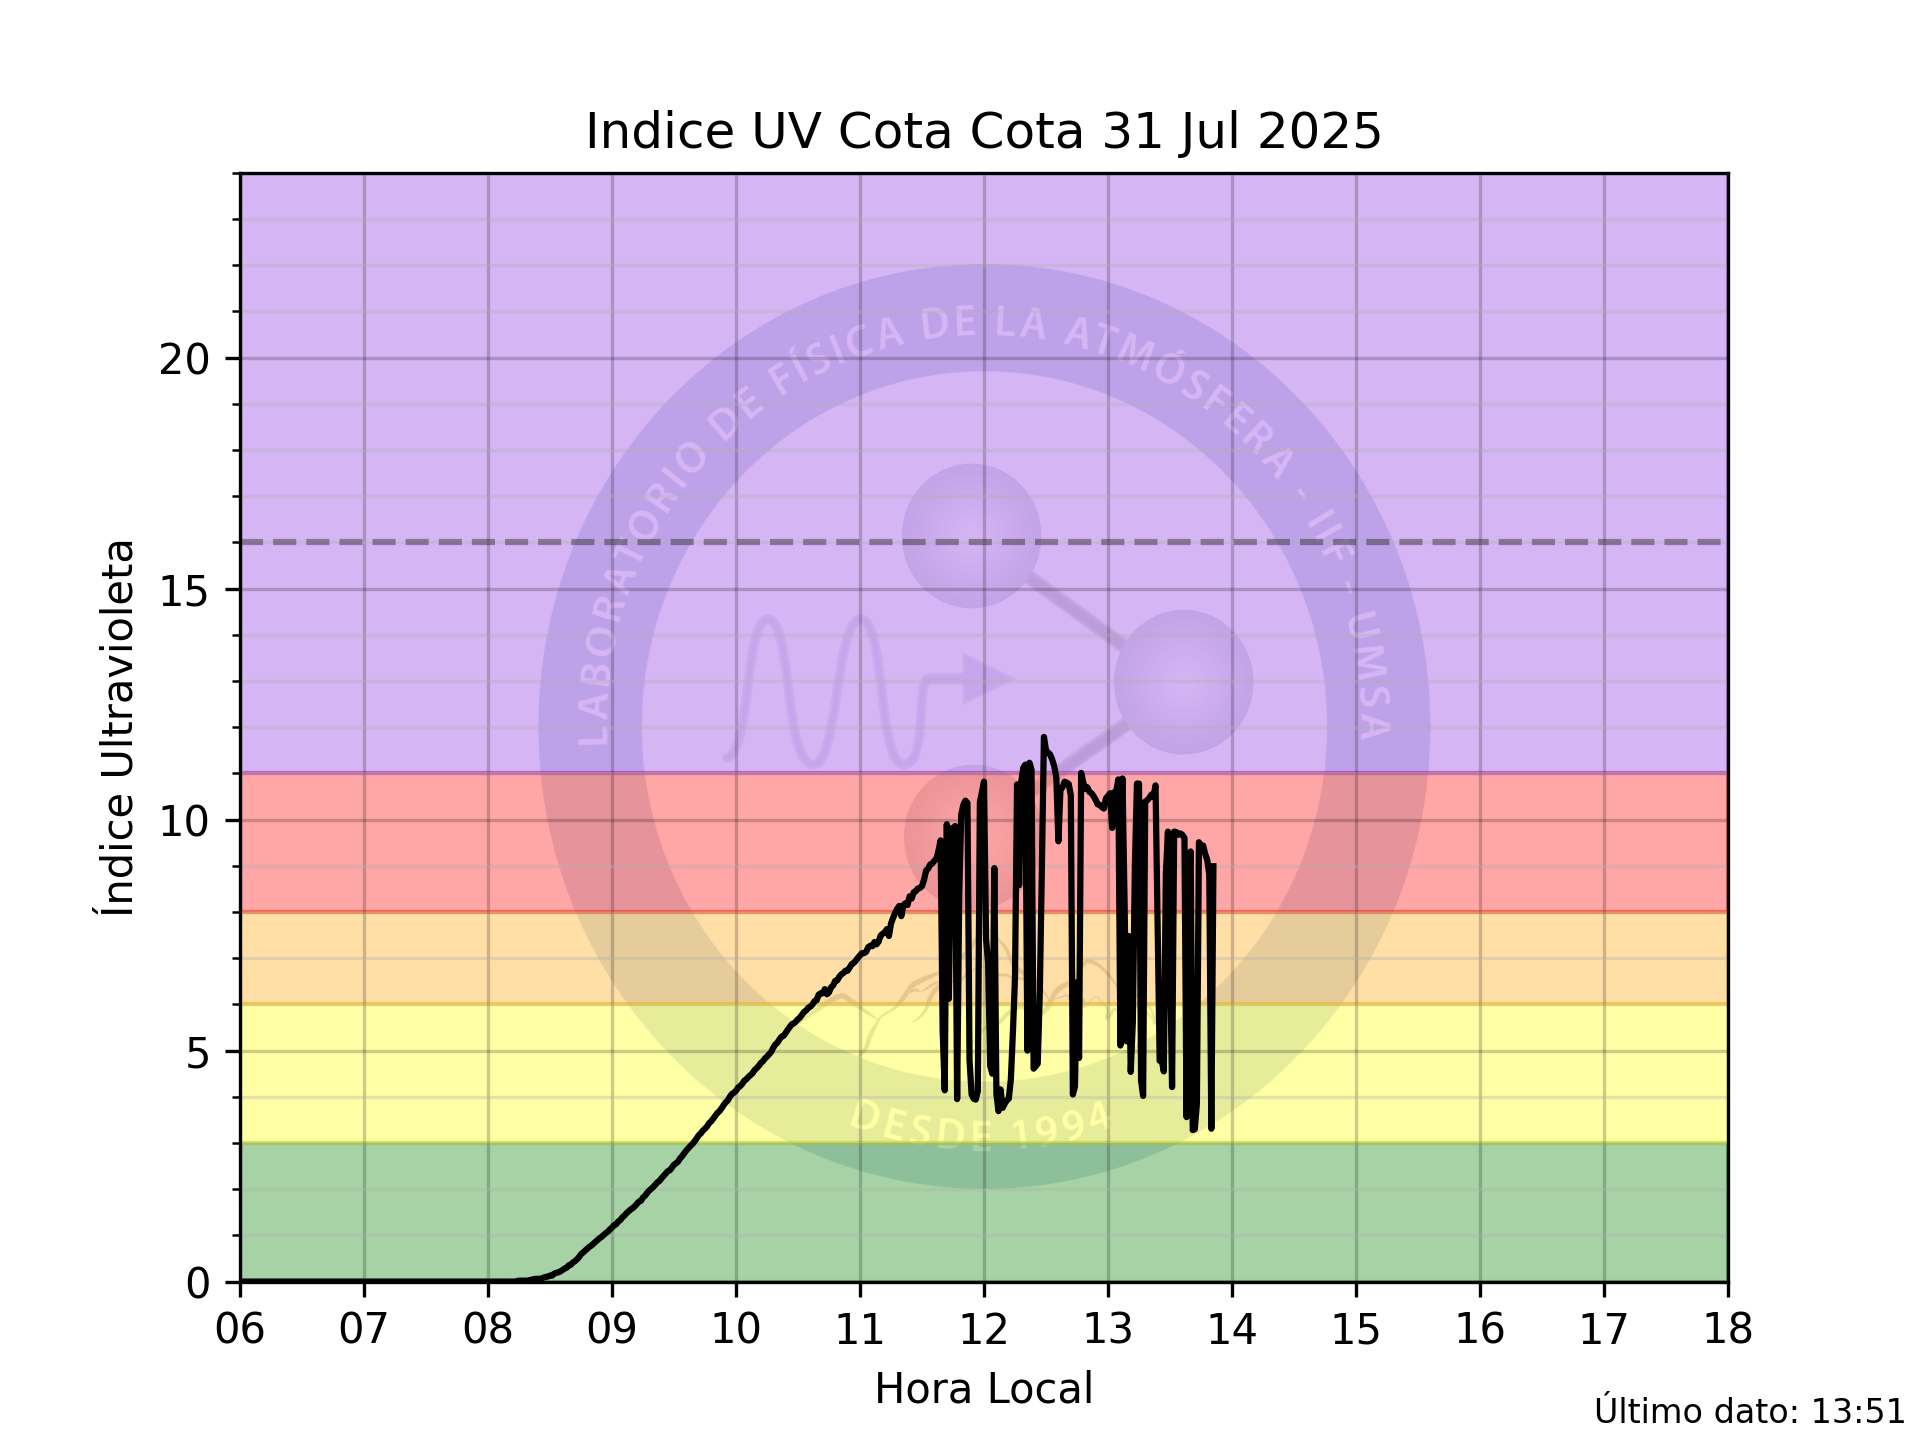 Indice UV Cota Cota 31 Jul 2025
Índice Ultravioleta
20
15
10
5
0
LABORATORIO DE FÍSICA DE LA ATMÓSFERA - IIF - UMSA
DESDE 1994
06 07 08 09 10 11 12 13 14 15 16 17 18
Hora Local
Último dato: 13:51